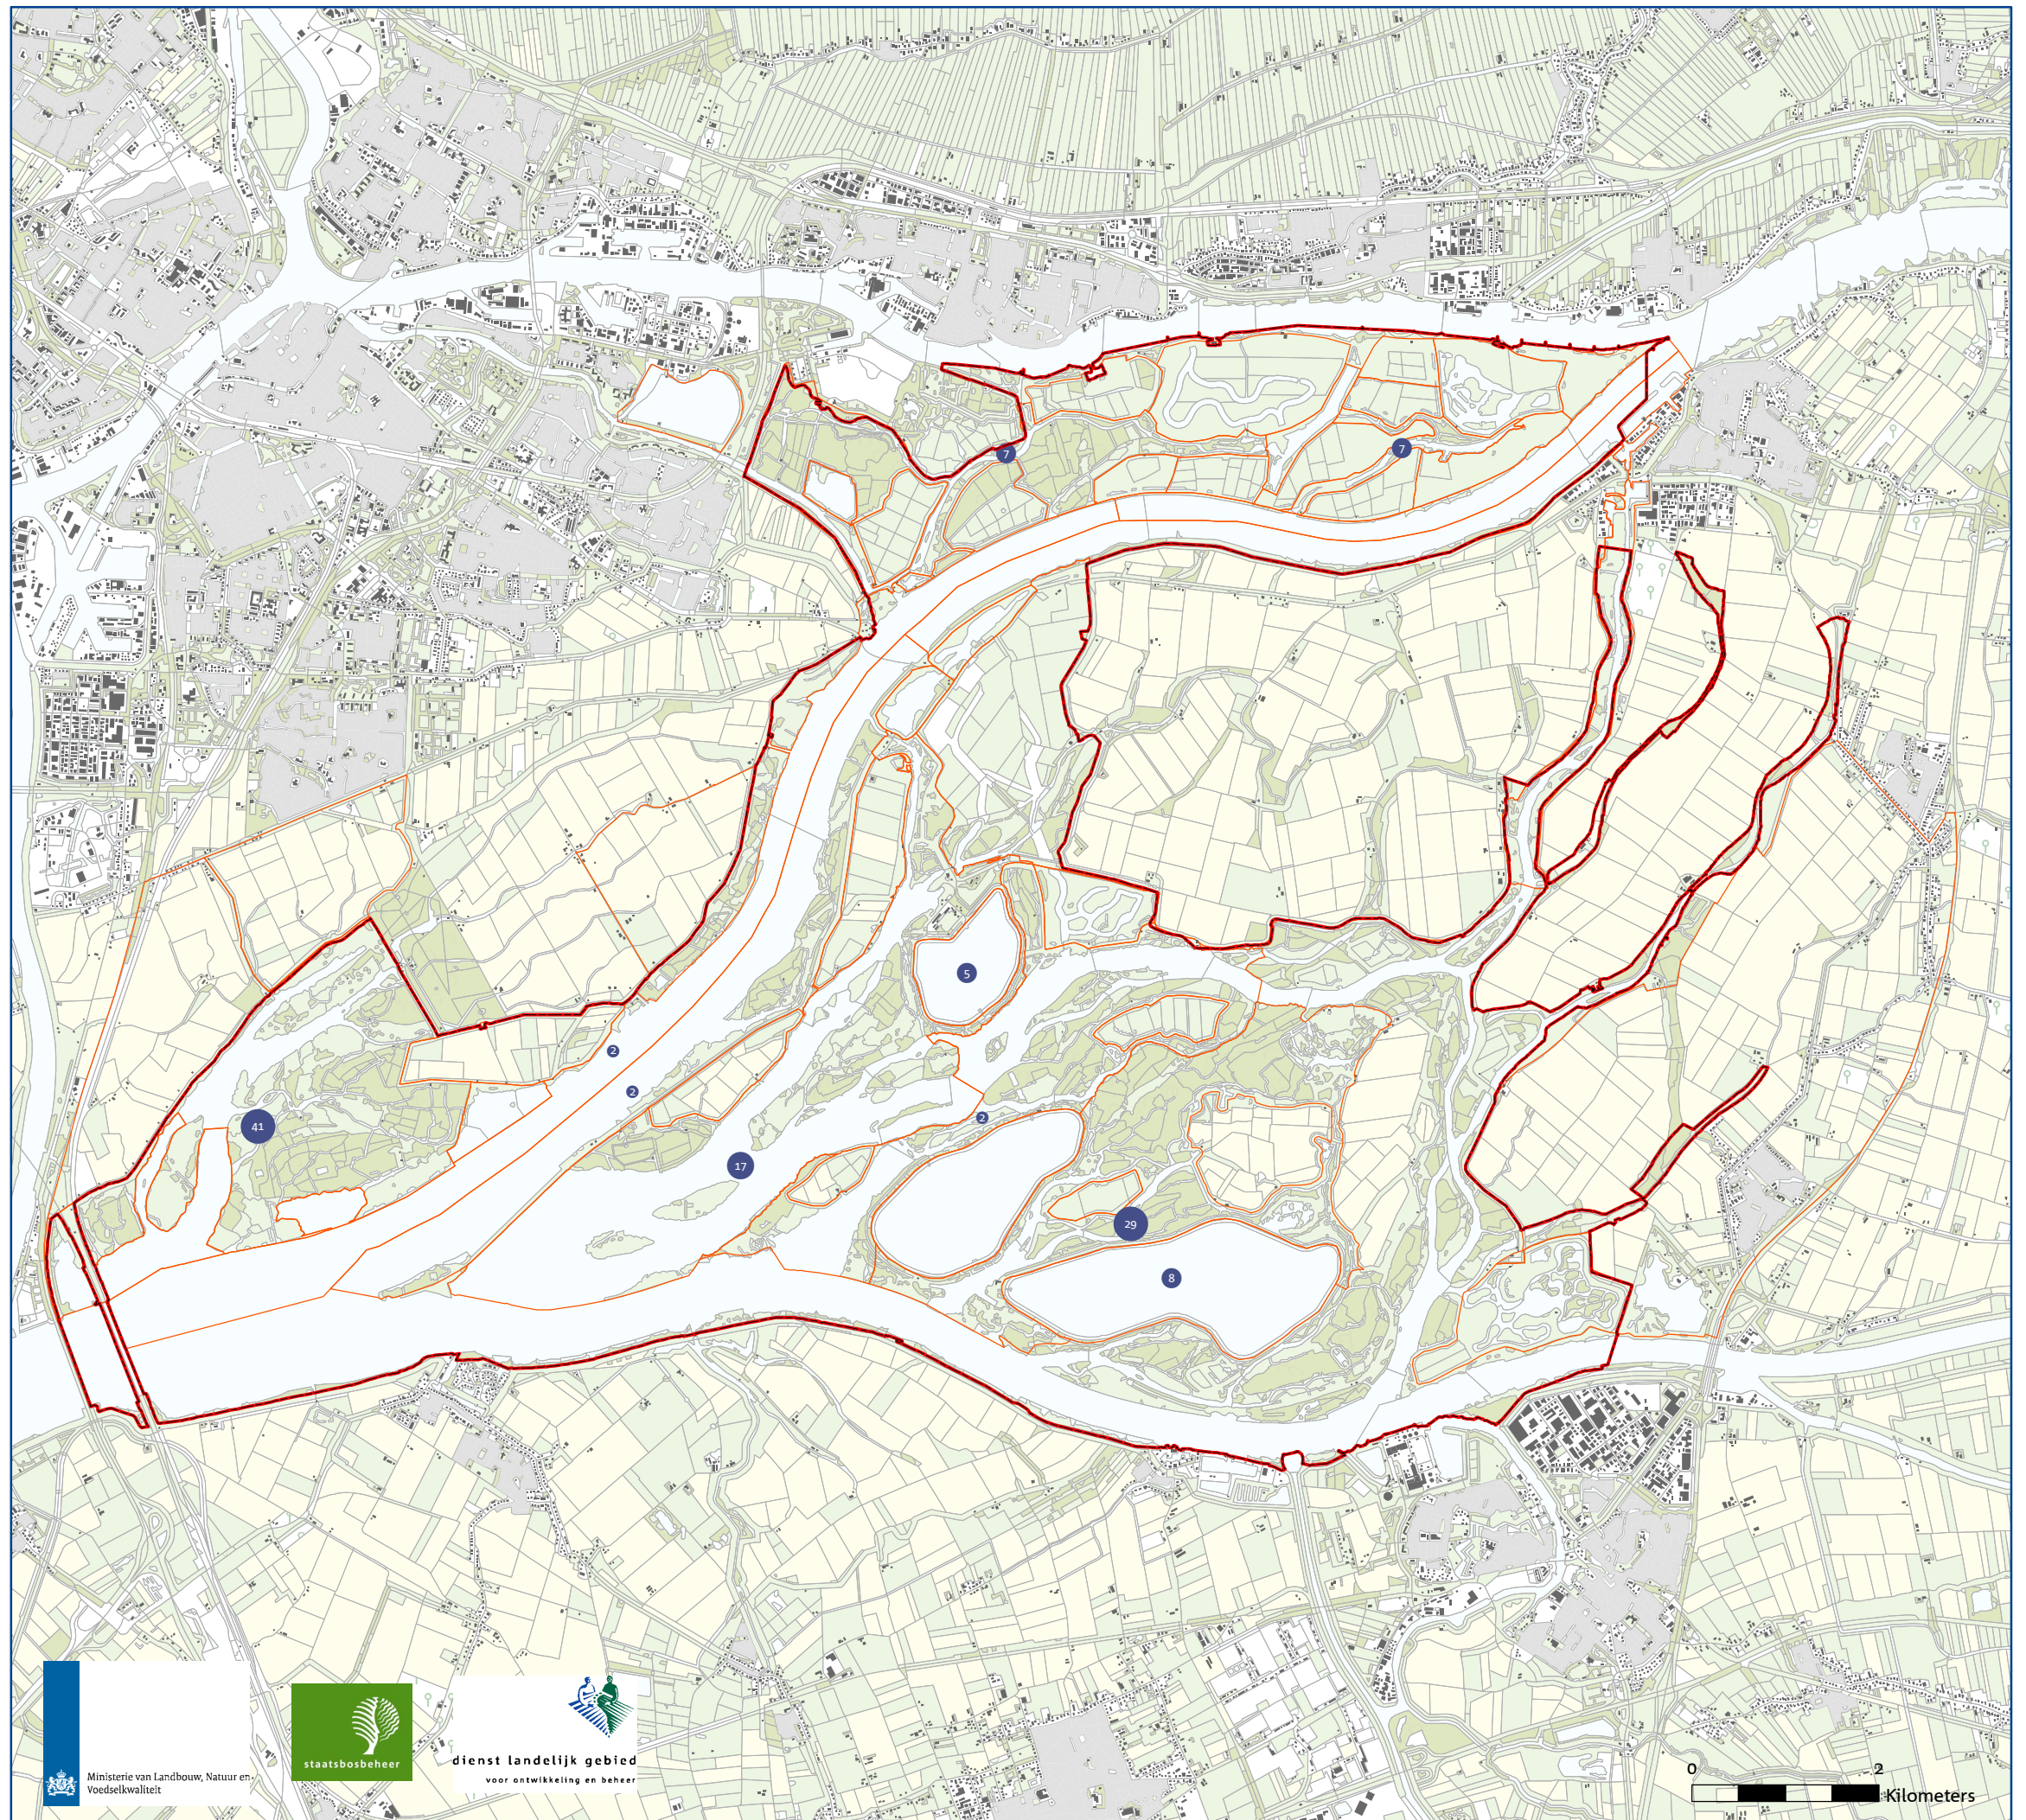 7
7
5
2
2
2
41
17
29
8
Ministerie van Landbouw, Natuur en
Voedselkwaliteit
staatsbosbeheer
dienst landelijk gebied
voor ontwikkeling en beheer
0 2
Kilometers